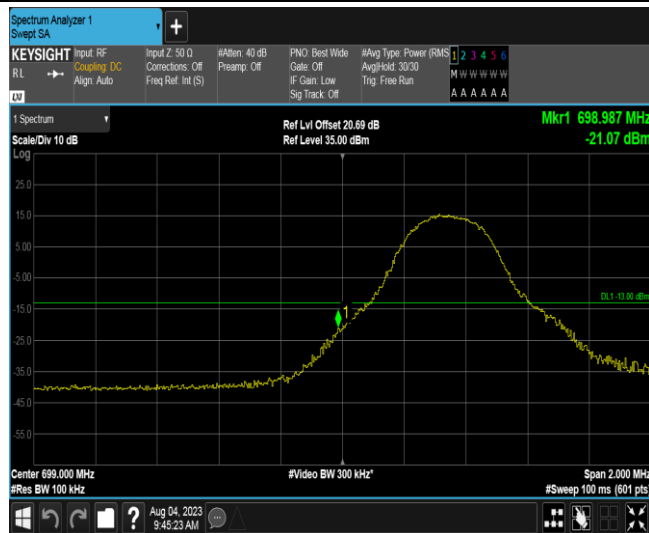 Spectrum Analyzer 1
Swept SA
+
KEYSIGHT
RL
Input: RF
Coupling: DC
Align: Auto
Input Z: 50 Ω
Corrections: Off
Freq Ref: Int (S)
#Atten: 40 dB
Preamp: Off
PNO: Best Wide
Gate: Off
IF Gain: Low
Sig Track: Off
#Avg Type: Power (RMS
Avg|Hold: 30/30
Trig: Free Run
1 2 3 4 5 6
M W W W W W
A A A A A A
LXI
1 Spectrum
Scale/Div 10 dB
Log
Ref Lvl Offset 20.69 dB
Ref Level 35.00 dBm
Mkr1 698.987 MHz
-21.07 dBm
25.0
15.0
5.00
-5.00
-15.0
-25.0
-35.0
-45.0
-55.0
1
DL1 -13.00 dBm
Center 699.000 MHz
#Res BW 100 kHz
#Video BW 300 kHz*
Span 2.000 MHz
#Sweep 100 ms (601 pts)
?
Aug 04, 2023
9:45:23 AM